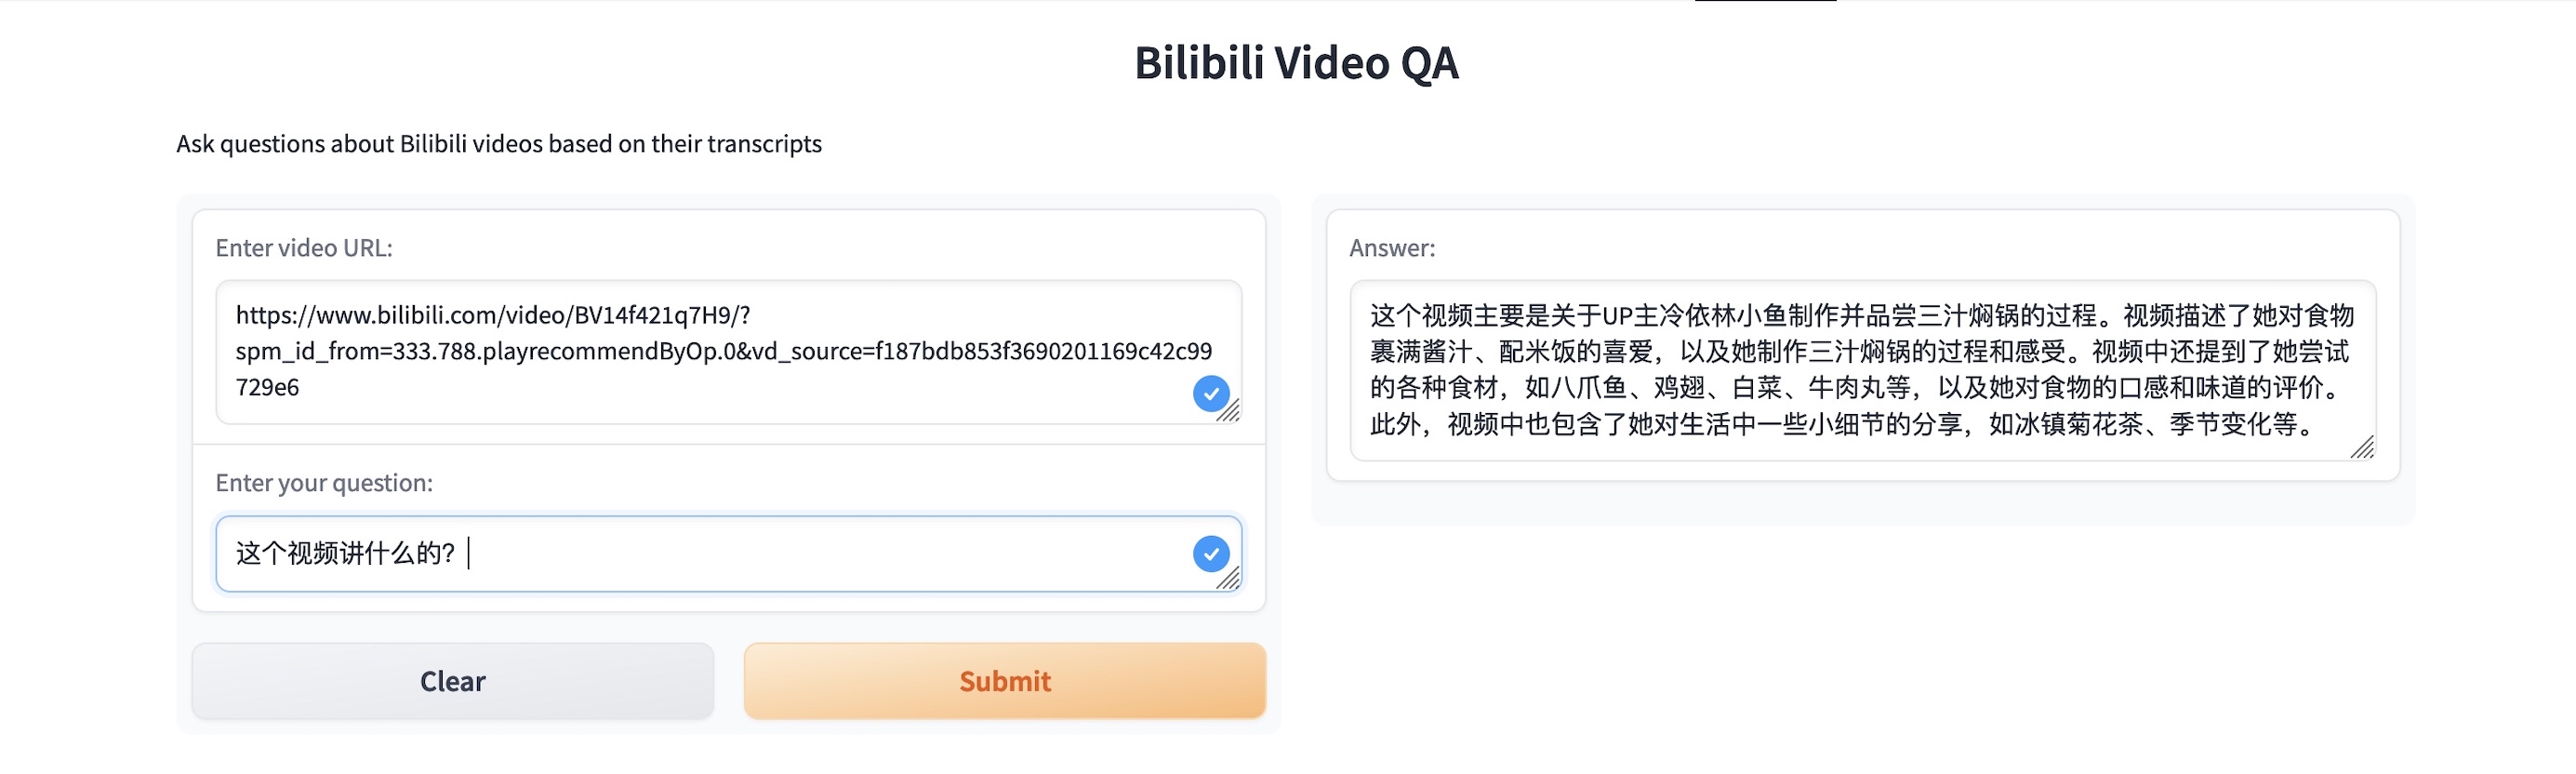 Bilibili Video QA
Ask questions about Bilibili videos based on their transcripts
Enter video URL:
https://www.bilibili.com/video/BV14f421q7H9/?
spm_id_from=333.788.playrecommendByOp.0&vd_source=f187bdb853f3690201169c42c99
729e6
Enter your question:
这个视频讲什么的?
Clear
Submit
Answer:
这个视频主要是关于UP主冷依林小鱼制作并品尝三汁焖锅的过程。视频描述了她对食物
裹满酱汁、配米饭的喜爱，以及她制作三汁焖锅的过程和感受。视频中还提到了她尝试
的各种食材，如八爪鱼、鸡翅、白菜、牛肉丸等，以及她对食物的口感和味道的评价。
此外，视频中也包含了她对生活中一些小细节的分享，如冰镇菊花茶、季节变化等。